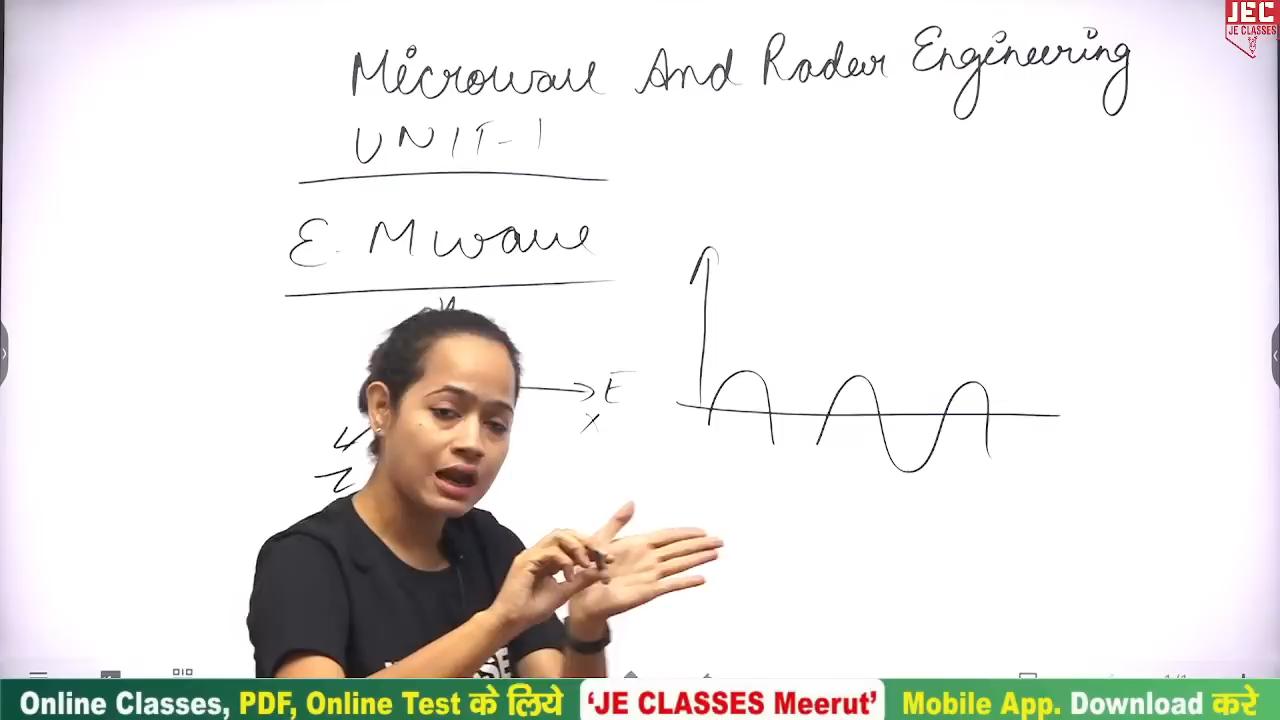 JEC
JE CLASSES
Microwave And Radar Engineering
UNIT-1
E.M wave
E
X
Z
Online Classes, PDF, Online Test के लिये 'JE CLASSES Meerut' Mobile App. Download करे